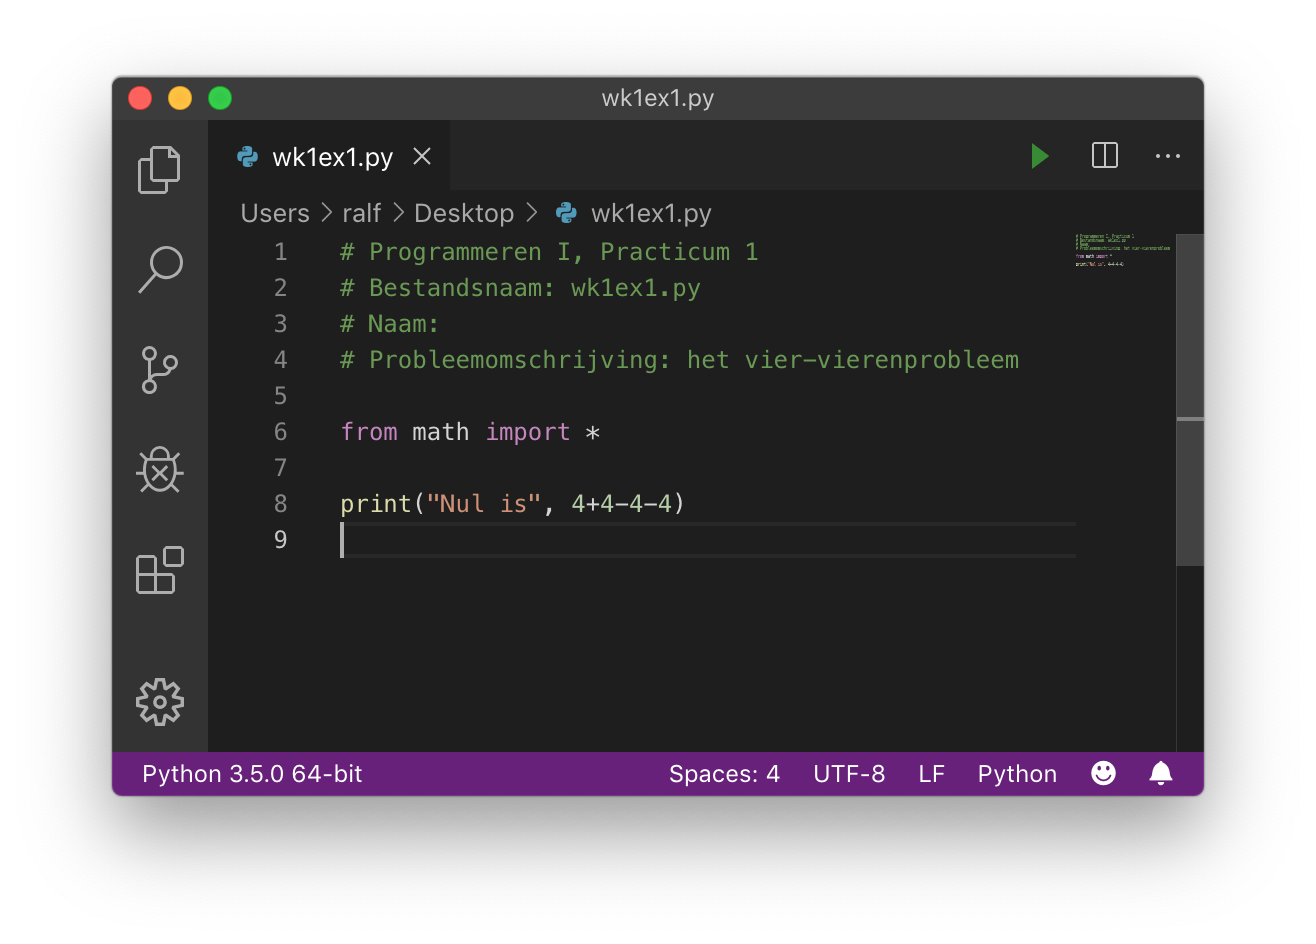 wk1ex1.py
wk1ex1.py
Users > ralf > Desktop > wk1ex1.py
1 # Programmeren I, Practicum 1
2 # Bestandsnaam: wk1ex1.py
3 # Naam:
4 # Probleemomschrijving: het vier-vierenprobleem
5
6 from math import *
7
8 print("Nul is", 4+4-4-4)
9
Python 3.5.0 64-bit Spaces: 4 UTF-8 LF Python